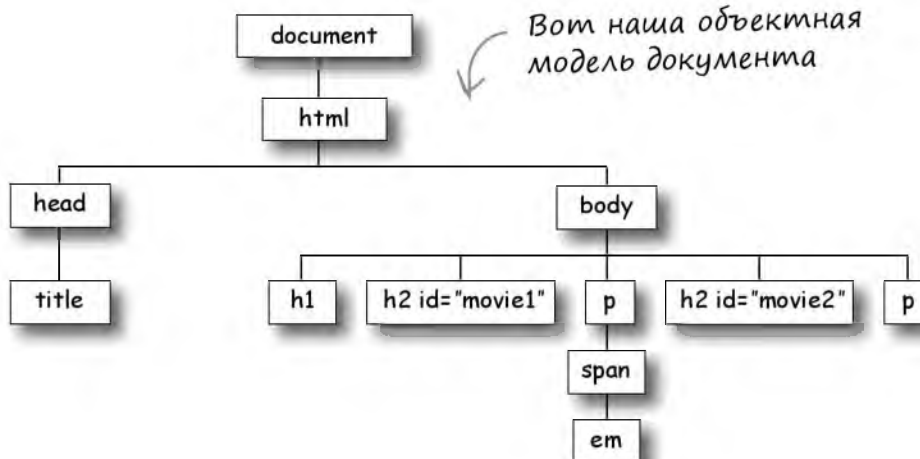 document
Вот наша объектная
модель документа
html
head
body
title
h1
h2 id="movie1"
p
h2 id="movie2"
p
span
em